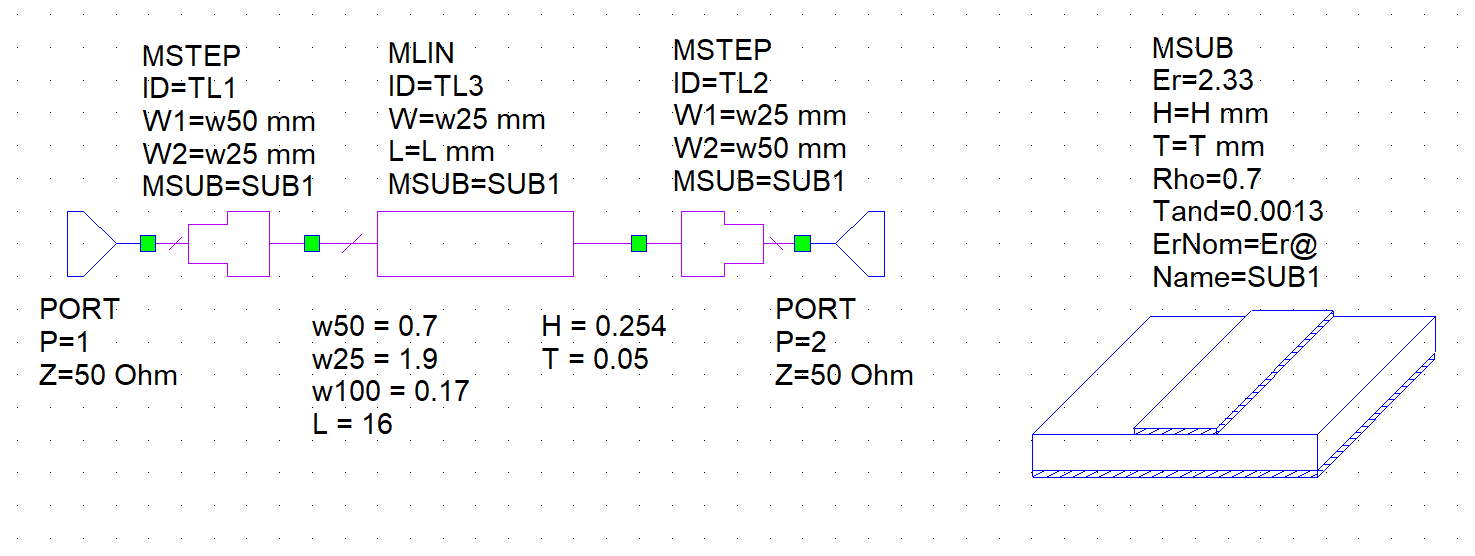 MSTEP
ID=TL1
W1=w50 mm
W2=w25 mm
MSUB=SUB1
MLIN
ID=TL3
W=w25 mm
L=L mm
MSUB=SUB1
MSTEP
ID=TL2
W1=w25 mm
W2=w50 mm
MSUB=SUB1
MSUB
Er=2.33
H=H mm
T=T mm
Rho=0.7
Tand=0.0013
ErNom=Er@
Name=SUB1
PORT
P=1
Z=50 Ohm
w50 = 0.7
w25 = 1.9
w100 = 0.17
L = 16
H = 0.254
T = 0.05
PORT
P=2
Z=50 Ohm